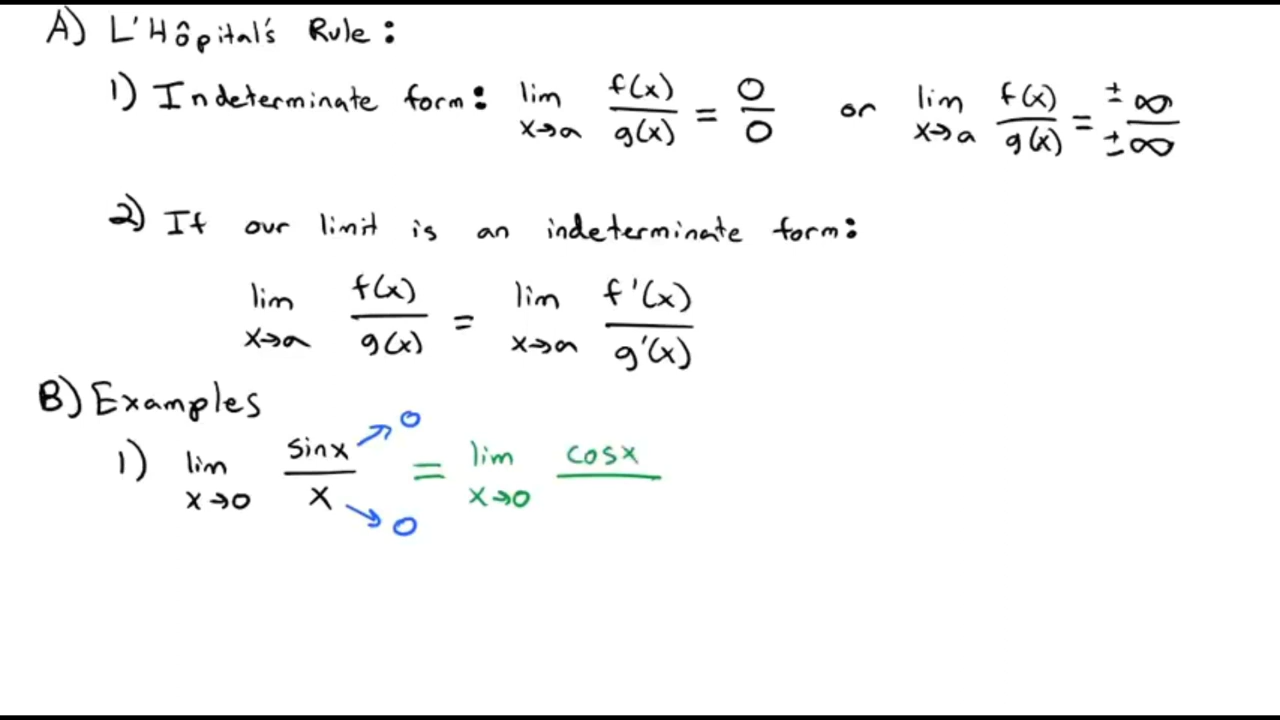 A) L'Hôpital's Rule:
1) Indeterminate form: lim x→a f(x)/g(x) = 0/0 or lim x→a f(x)/g(x) = ±∞/±∞
2) If our limit is an indeterminate form:
lim x→a f(x)/g(x) = lim x→a f'(x)/g'(x)
B) Examples
1) lim x→0 sinx/x →0 →0 = lim x→0 cosx